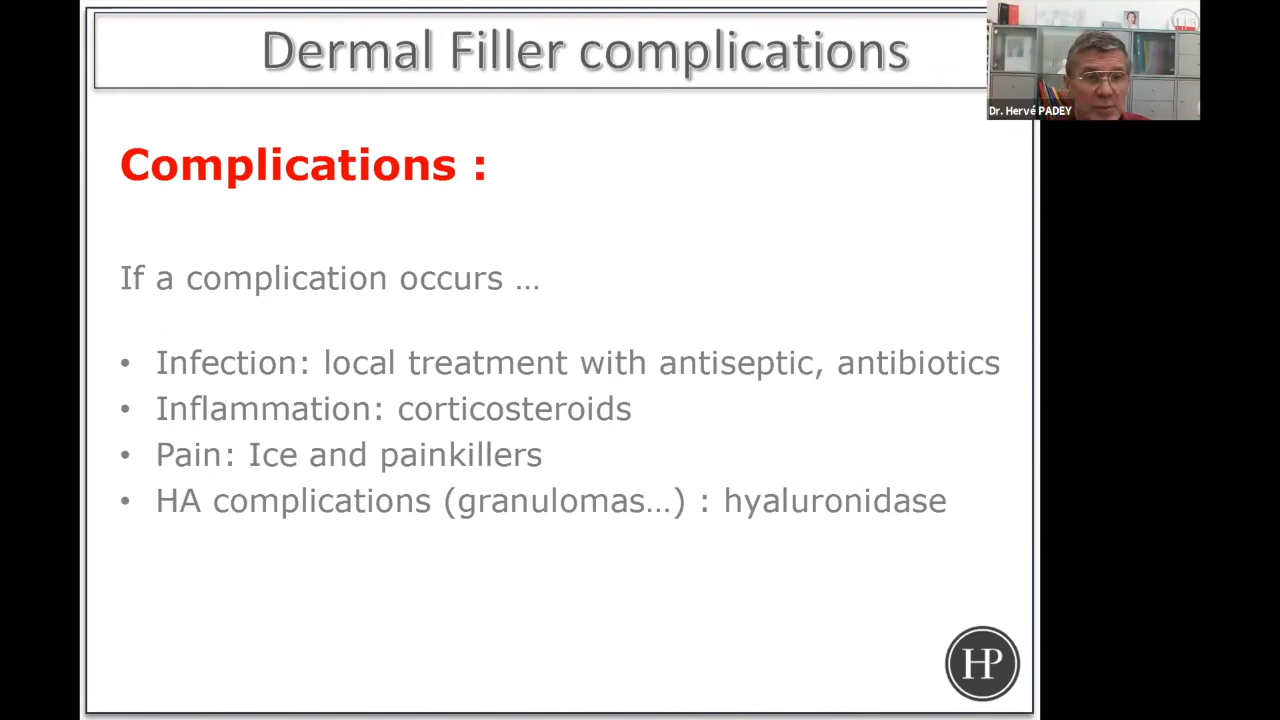 Dermal Filler complications
Dr. Hervé PADEY
Complications :
If a complication occurs ...
• Infection: local treatment with antiseptic, antibiotics
• Inflammation: corticosteroids
• Pain: Ice and painkillers
• HA complications (granulomas...) : hyaluronidase
HP